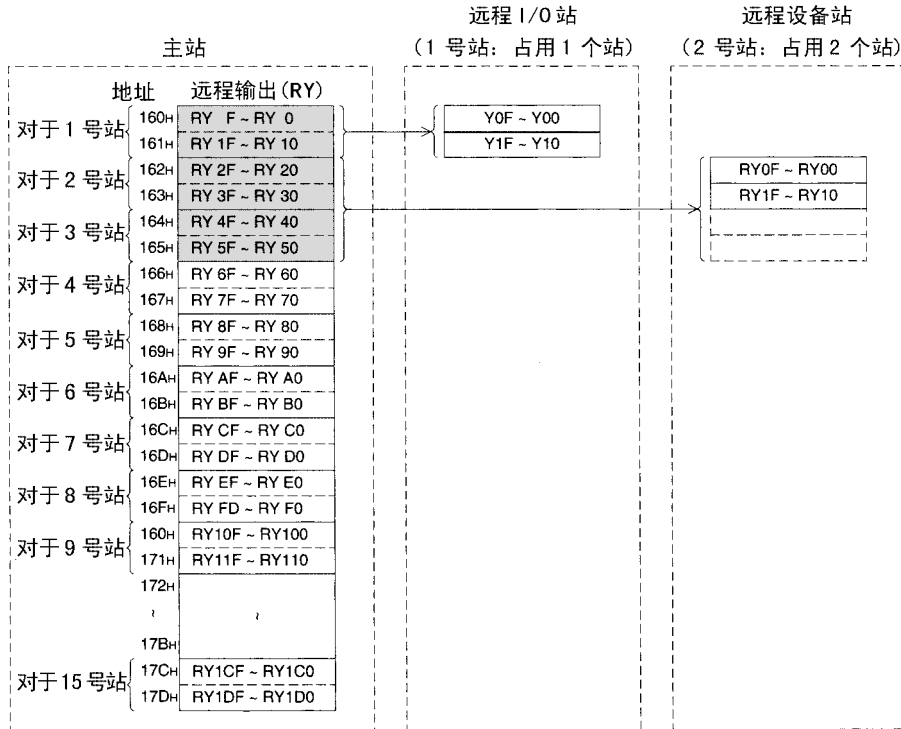 主站
地址 远程输出(RY)
对于1号站
160H RY F ~ RY 0
161H RY 1F ~ RY 10
对于2号站
162H RY 2F ~ RY 20
163H RY 3F ~ RY 30
对于3号站
164H RY 4F ~ RY 40
165H RY 5F ~ RY 50
对于4号站
166H RY 6F ~ RY 60
167H RY 7F ~ RY 70
对于5号站
168H RY 8F ~ RY 80
169H RY 9F ~ RY 90
对于6号站
16AH RY AF ~ RY A0
16BH RY BF ~ RY B0
对于7号站
16CH RY CF ~ RY C0
16DH RY DF ~ RY D0
对于8号站
16EH RY EF ~ RY E0
16FH RY FD ~ RY F0
对于9号站
160H RY10F ~ RY100
171H RY11F ~ RY110
172H
~ ~
17BH
对于15号站
17CH RY1CF ~ RY1C0
17DH RY1DF ~ RY1D0
远程I/O站
(1号站: 占用1个站)
Y0F ~ Y00
Y1F ~ Y10
远程设备站
(2号站: 占用2个站)
RY0F ~ RY00
RY1F ~ RY10